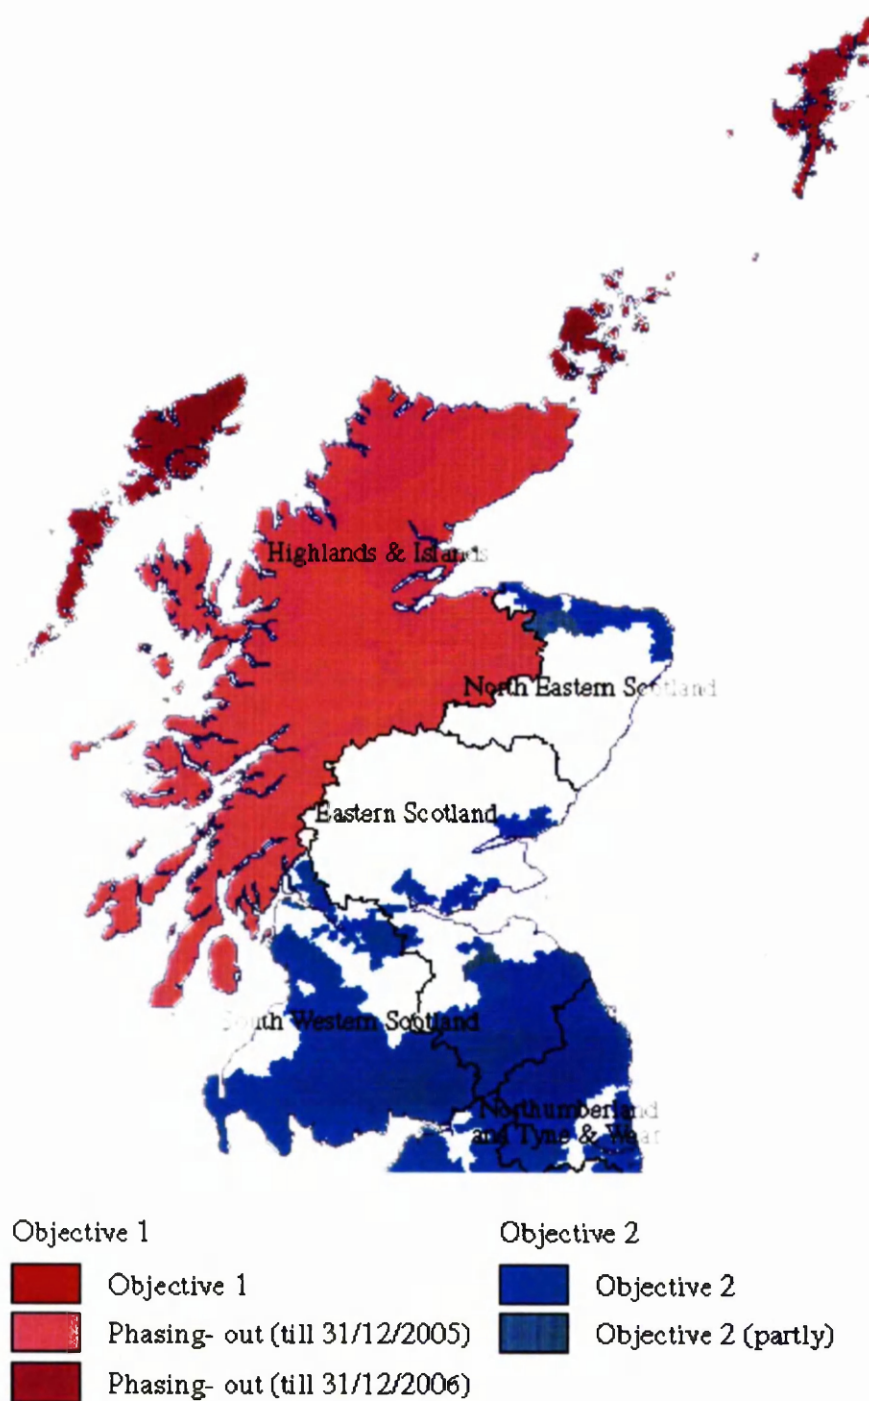 Highlands & Islands
North Eastern Scotland
Eastern Scotland
South Western Scotland
Northumberland
and Tyne & Wear
Objective 1
Objective 1
Phasing- out (till 31/12/2005)
Phasing- out (till 31/12/2006)
Objective 2
Objective 2
Objective 2 (partly)